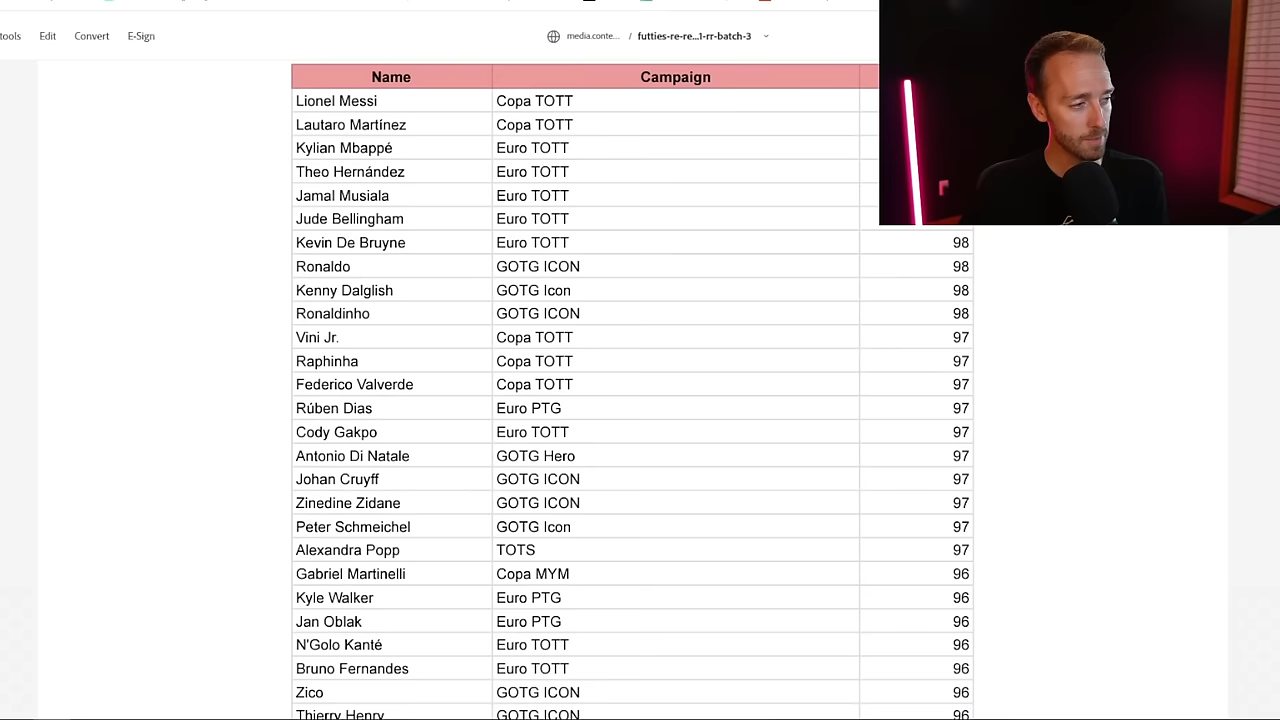 tools Edit Convert E-Sign media.conte... / futties-re-re...1-rr-batch-3
Name Campaign
Lionel Messi Copa TOTT
Lautaro Martínez Copa TOTT
Kylian Mbappé Euro TOTT
Theo Hernández Euro TOTT
Jamal Musiala Euro TOTT
Jude Bellingham Euro TOTT
Kevin De Bruyne Euro TOTT 98
Ronaldo GOTG ICON 98
Kenny Dalglish GOTG Icon 98
Ronaldinho GOTG ICON 98
Vini Jr. Copa TOTT 97
Raphinha Copa TOTT 97
Federico Valverde Copa TOTT 97
Rúben Dias Euro PTG 97
Cody Gakpo Euro TOTT 97
Antonio Di Natale GOTG Hero 97
Johan Cruyff GOTG ICON 97
Zinedine Zidane GOTG ICON 97
Peter Schmeichel GOTG Icon 97
Alexandra Popp TOTS 97
Gabriel Martinelli Copa MYM 96
Kyle Walker Euro PTG 96
Jan Oblak Euro PTG 96
N'Golo Kanté Euro TOTT 96
Bruno Fernandes Euro TOTT 96
Zico GOTG ICON 96
Thierry Henry GOTG ICON 96